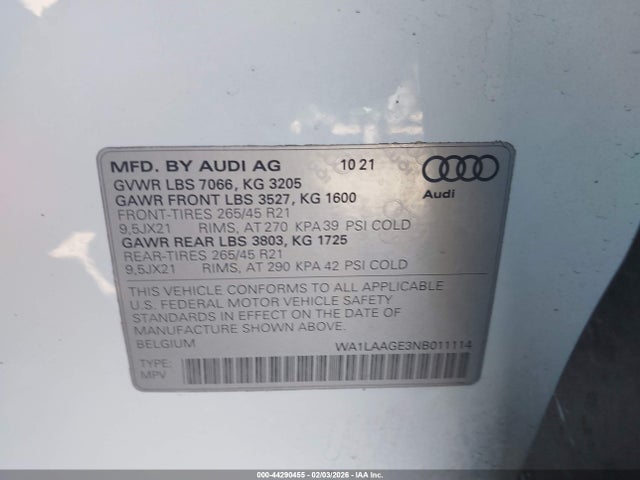 MFD. BY AUDI AG 10 21
GVWR LBS 7066, KG 3205
GAWR FRONT LBS 3527, KG 1600
FRONT-TIRES 265/45 R21
9,5JX21 RIMS, AT 270 KPA 39 PSI COLD
GAWR REAR LBS 3803, KG 1725
REAR-TIRES 265/45 R21
9,5JX21 RIMS, AT 290 KPA 42 PSI COLD
Audi
THIS VEHICLE CONFORMS TO ALL APPLICABLE
U.S. FEDERAL MOTOR VEHICLE SAFETY
STANDARDS IN EFFECT ON THE DATE OF
MANUFACTURE SHOWN ABOVE.
BELGIUM WA1LAAGE3NB011114
TYPE:
MPV
000-44290455 - 02/03/2026 - IAA Inc.